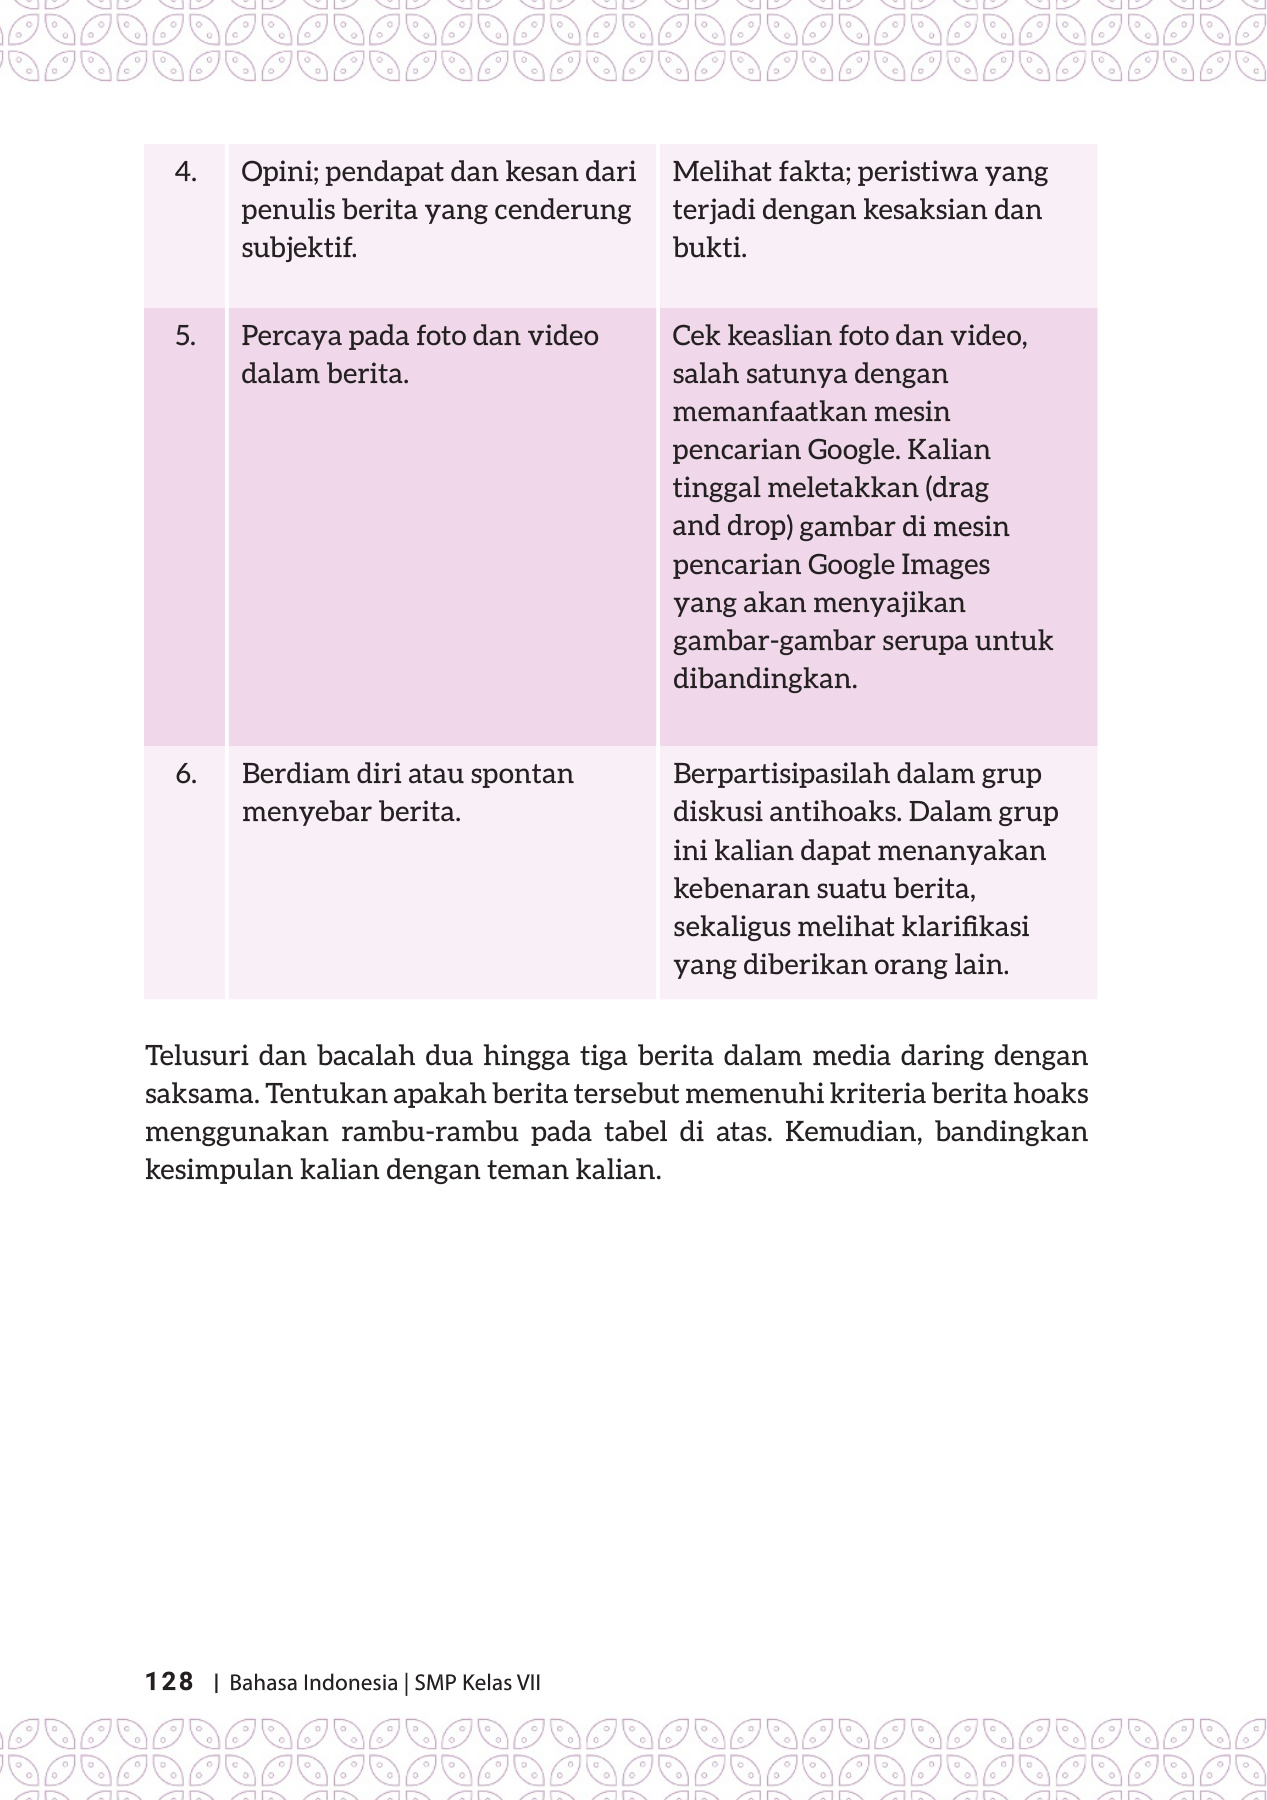 4.
Opini; pendapat dan kesan dari
penulis berita yang cenderung
subjektif.
Melihat fakta; peristiwa yang
terjadi dengan kesaksian dan
bukti.
5.
Percaya pada foto dan video
dalam berita.
Cek keaslian foto dan video,
salah satunya dengan
memanfaatkan mesin
pencarian Google. Kalian
tinggal meletakkan (drag
and drop) gambar di mesin
pencarian Google Images
yang akan menyajikan
gambar-gambar serupa untuk
dibandingkan.
6.
Berdiam diri atau spontan
menyebar berita.
Berpartisipasilah dalam grup
diskusi antihoaks. Dalam grup
ini kalian dapat menanyakan
kebenaran suatu berita,
sekaligus melihat klarifikasi
yang diberikan orang lain.
Telusuri dan bacalah dua hingga tiga berita dalam media daring dengan
saksama. Tentukan apakah berita tersebut memenuhi kriteria berita hoaks
menggunakan rambu-rambu pada tabel di atas. Kemudian, bandingkan
kesimpulan kalian dengan teman kalian.
128 | Bahasa Indonesia | SMP Kelas VII